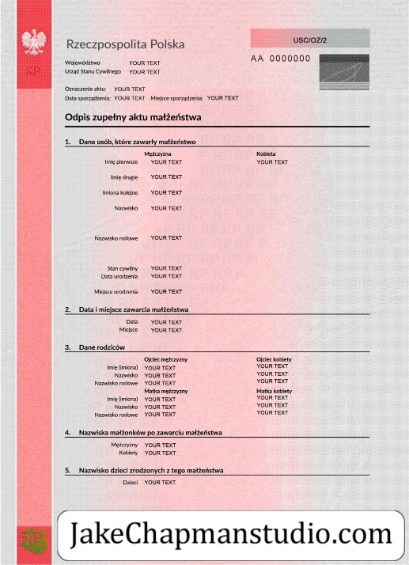 USC/OZ/2
Rzeczpospolita Polska
AA 0000000
Województwo YOUR TEXT
Urząd Stanu Cywilnego YOUR TEXT
Oznaczenie aktu: YOUR TEXT
Data sporządzenia: YOUR TEXT Miejsce sporządzenia: YOUR TEXT
Odpis zupełny aktu małżeństwa
1. Dane osób, które zawarły małżeństwo
Mężczyzna Kobieta
Imię pierwsze YOUR TEXT YOUR TEXT
Imię drugie YOUR TEXT
Imiona kolejne YOUR TEXT
Nazwisko YOUR TEXT
Nazwisko rodowe YOUR TEXT
Stan cywilny YOUR TEXT
Data urodzenia YOUR TEXT
Miejsce urodzenia YOUR TEXT
2. Data i miejsce zawarcia małżeństwa
Data YOUR TEXT
Miejsce YOUR TEXT
3. Dane rodziców
Ojciec mężczyzny Ojciec kobiety
Imię (imiona) YOUR TEXT YOUR TEXT
Nazwisko YOUR TEXT YOUR TEXT
Nazwisko rodowe YOUR TEXT YOUR TEXT
Matka mężczyzny Matka kobiety
Imię (imiona) YOUR TEXT YOUR TEXT
Nazwisko YOUR TEXT YOUR TEXT
Nazwisko rodowe YOUR TEXT YOUR TEXT
4. Nazwiska małżonków po zawarciu małżeństwa
Mężczyzny YOUR TEXT
Kobiety YOUR TEXT
5. Nazwisko dzieci zrodzonych z tego małżeństwa
Dzieci YOUR TEXT
RP
JakeChapmanstudio.com